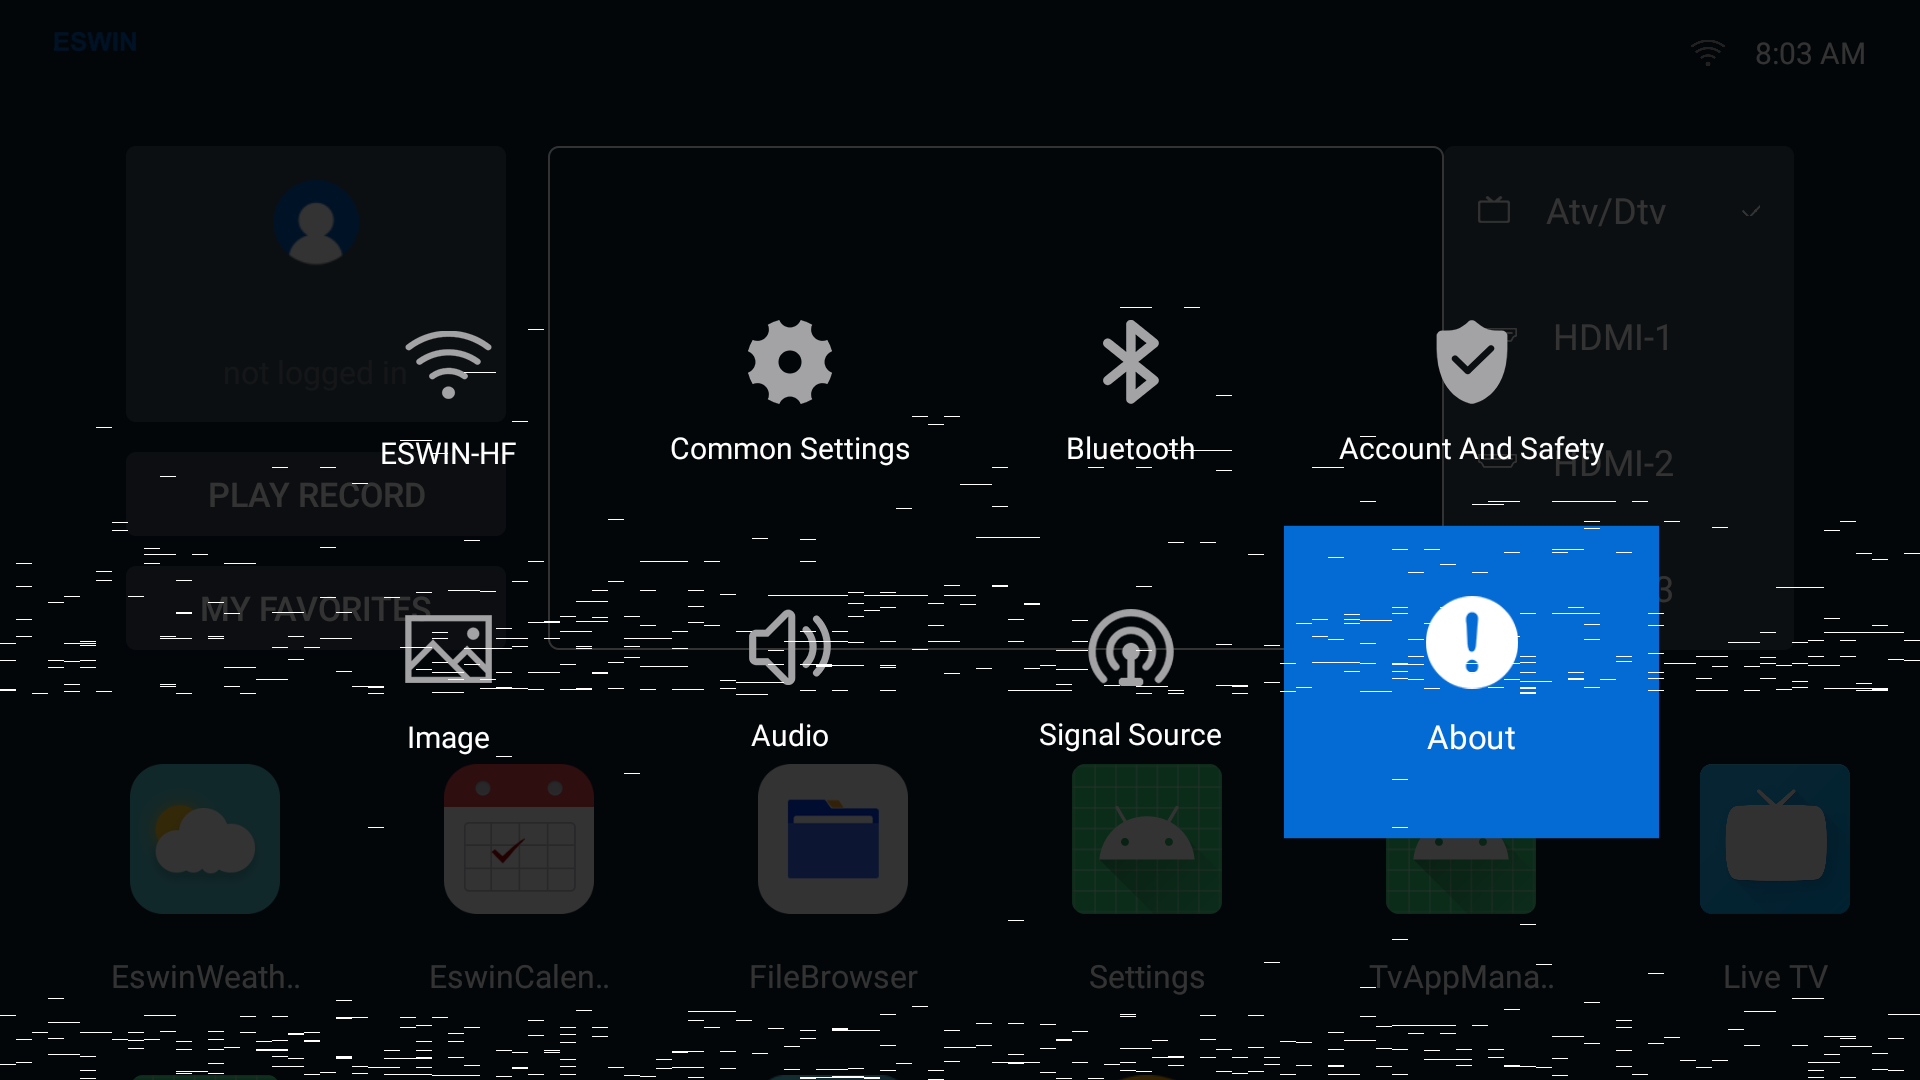 ESWIN
8:03 AM
Atv/Dtv
HDMI-1
not logged in
ESWIN-HF
Common Settings
Bluetooth
Account And Safety
HDMI-2
PLAY RECORD
3
MY FAVORITES
Image
Audio
Signal Source
About
EswinWeath..
EswinCalen..
FileBrowser
Settings
TvAppMana..
Live TV